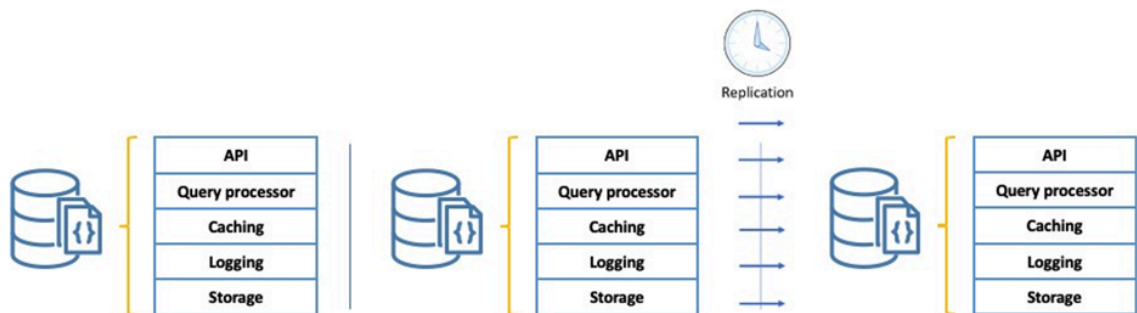 Replication
API
Query processor
Caching
Logging
Storage
{}
API
Query processor
Caching
Logging
Storage
{}
API
Query processor
Caching
Logging
Storage
{}